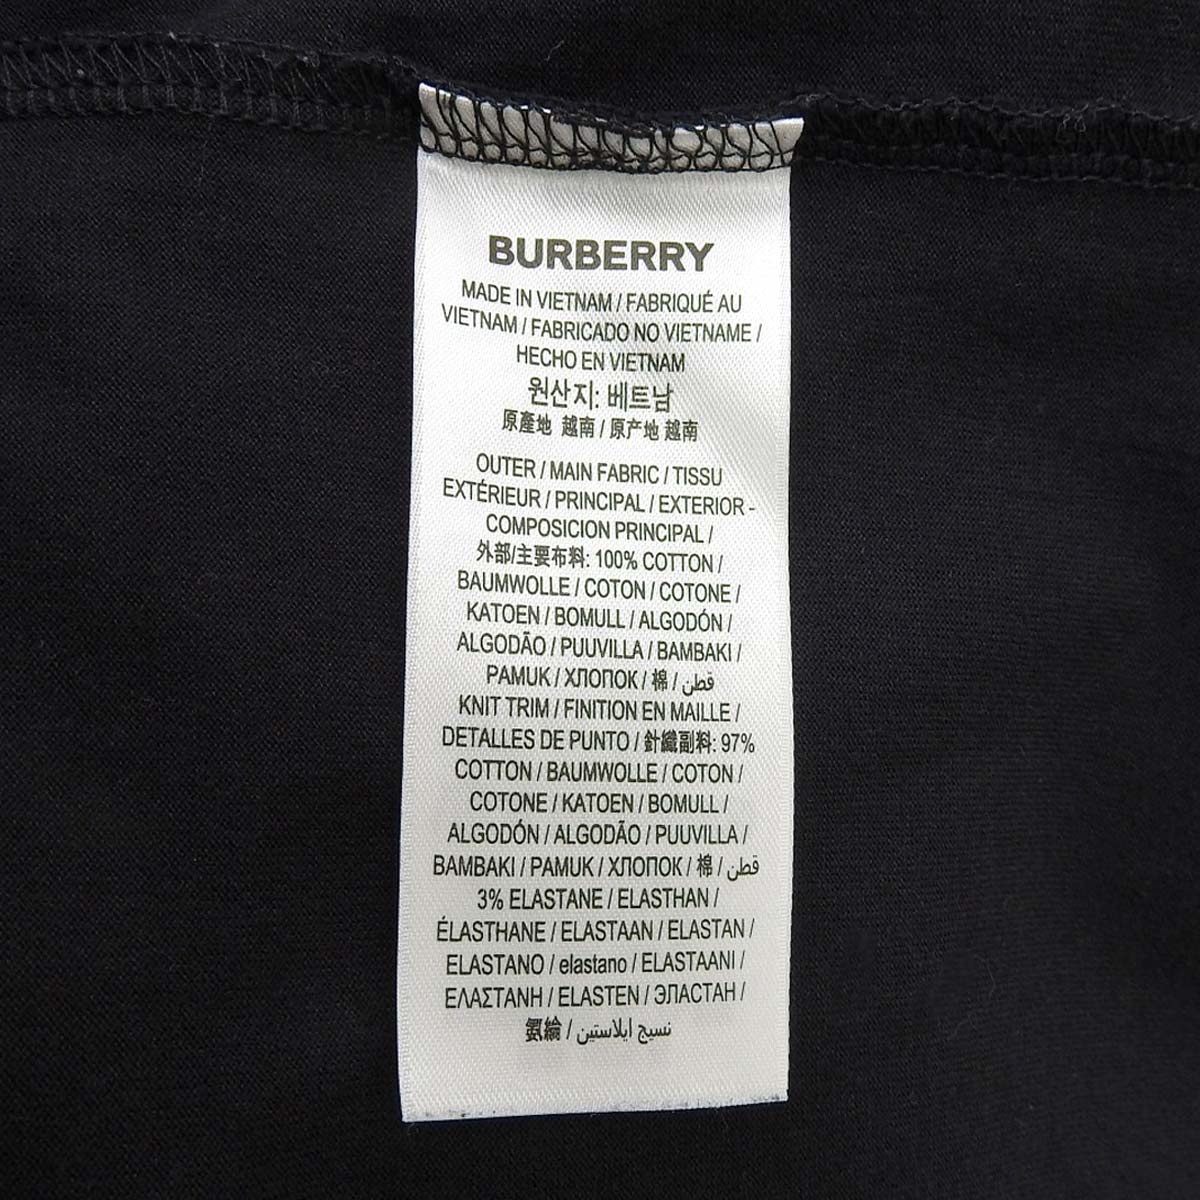 BURBERRY
MADE IN VIETNAM / FABRIQUÉ AU
VIETNAM / FABRICADO NO VIETNAME /
HECHO EN VIETNAM
원산지: 베트남
原產地 越南 / 原产地 越南
OUTER / MAIN FABRIC / TISSU
EXTÉRIEUR / PRINCIPAL / EXTERIOR -
COMPOSICION PRINCIPAL /
外部/主要布料: 100% COTTON /
BAUMWOLLE / COTON / COTONE /
KATOEN / BOMULL / ALGODÓN /
ALGODÃO / PUUVILLA / BAMBAKI /
PAMUK / ХЛОПОК / 棉 / قطن
KNIT TRIM / FINITION EN MAILLE /
DETALLES DE PUNTO / 針織副料: 97%
COTTON / BAUMWOLLE / COTON /
COTONE / KATOEN / BOMULL /
ALGODÓN / ALGODÃO / PUUVILLA /
BAMBAKI / PAMUK / ХЛОПОК / 棉 / قطن
3% ELASTANE / ELASTHAN /
ÉLASTHANE / ELASTAAN / ELASTAN /
ELASTANO / elastano / ELASTAANI /
ΕΛΑΣΤΑΝΗ / ELASTEN / ЭЛАСТАН /
氨綸 / نسيج ايلاستين